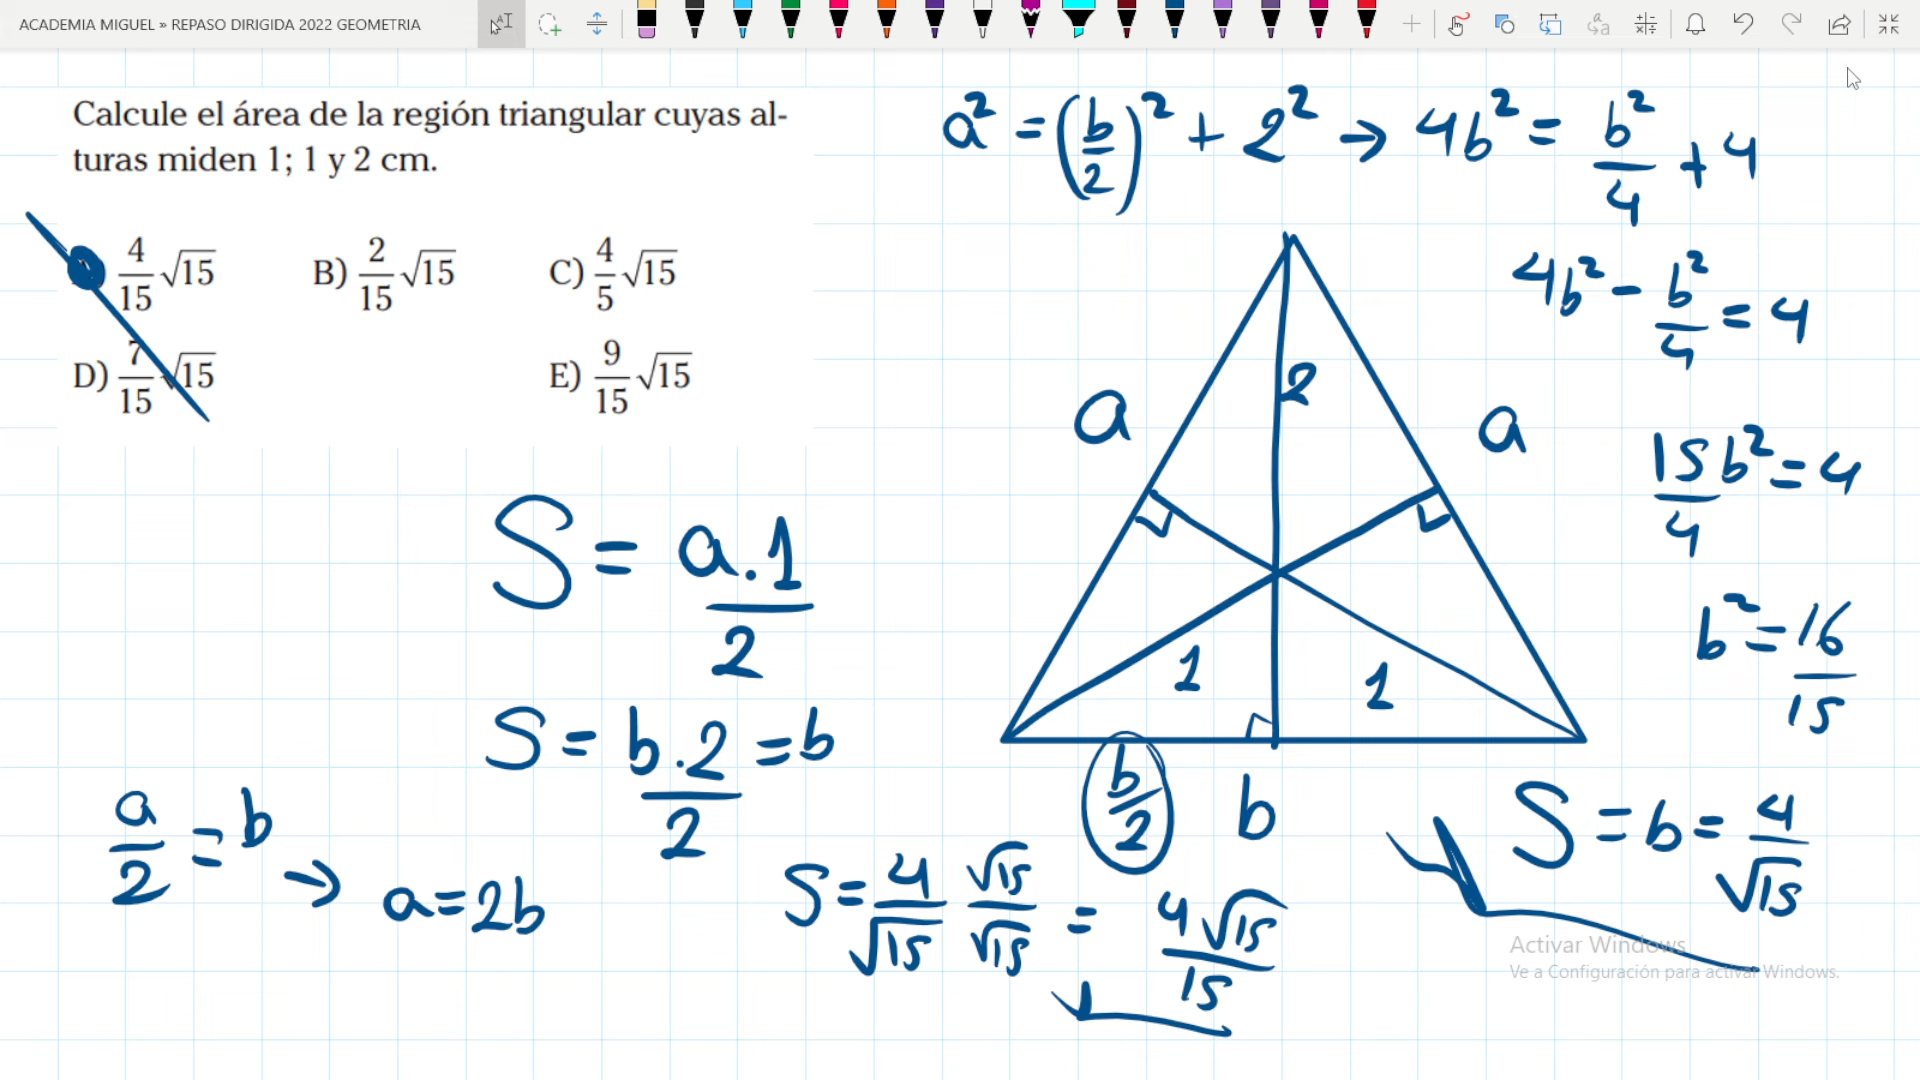 ACADEMIA MIGUEL » REPASO DIRIGIDA 2022 GEOMETRIA
Calcule el área de la región triangular cuyas al-
turas miden 1; 1 y 2 cm.
4/15 √15 B) 2/15 √15 C) 4/5 √15
D) 7/15 √15 E) 9/15 √15
a² = (b/2)² + 2² → 4b² = b²/4 + 4
4b² - b²/4 = 4
15b²/4 = 4
b² = 16/15
2
a a
1 1
b/2 b
S = a.1/2
S = b.2/2 = b
a/2 = b → a = 2b
S = b = 4/√15
S = 4/√15 √15/√15 = 4√15/15
Activar Windows
Ve a Configuración para activar Windows.